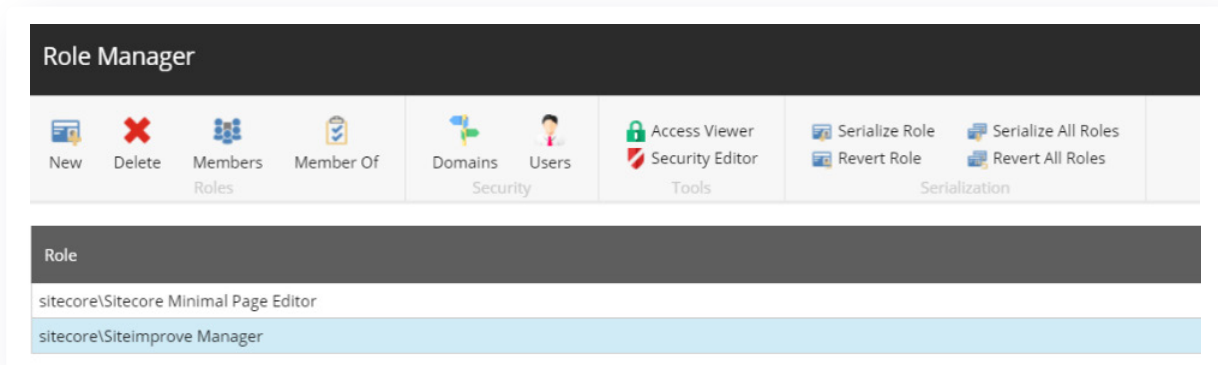 Role Manager
New Delete Members Member Of Domains Users Access Viewer Serialize Role Serialize All Roles
Security Editor Revert Role Revert All Roles
Roles Security Tools Serialization
Role
sitecore\Sitecore Minimal Page Editor
sitecore\Siteimprove Manager